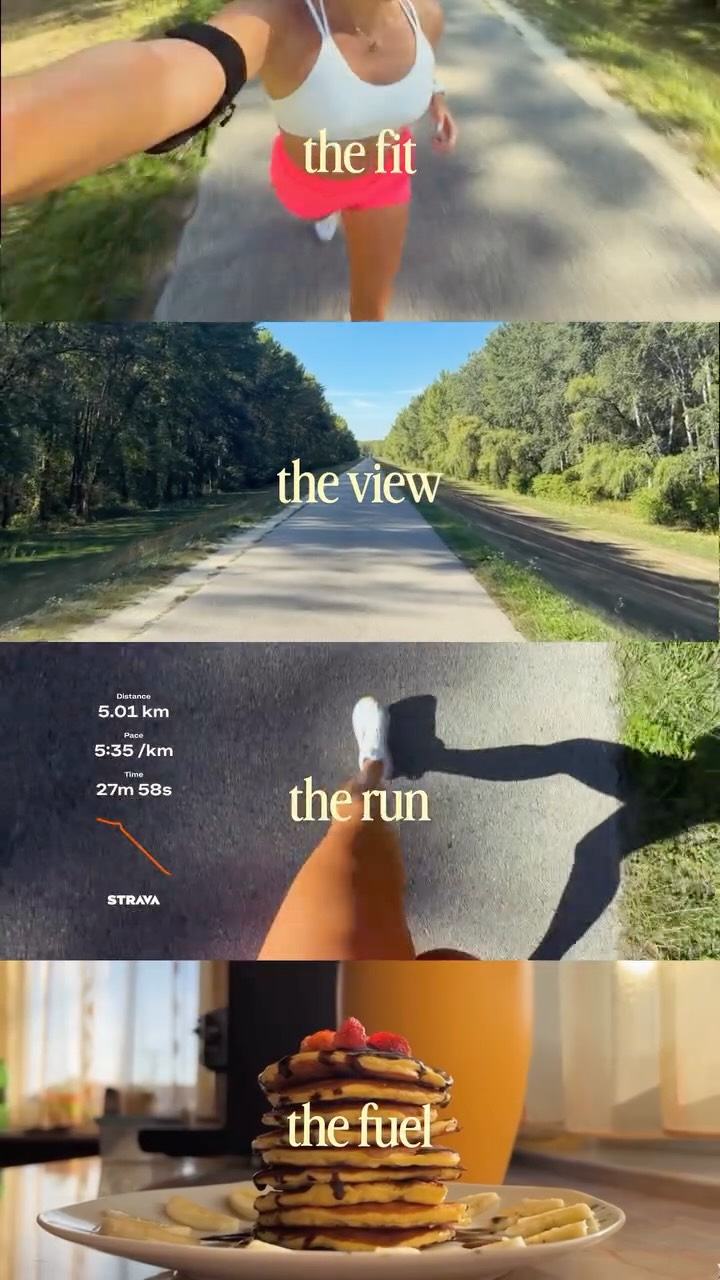 the fit
the view
Distance
5.01 km
Pace
5:35 /km
Time
27m 58s
the run
STRAVA
the fuel